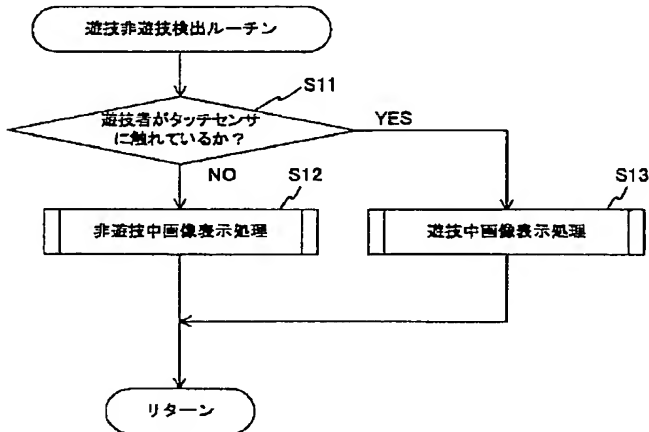 遊技非遊技検出ルーチン
S11
遊技者がタッチセンサ
に触れているか？
YES
NO
S12
S13
非遊技中画像表示処理
遊技中画像表示処理
リターン